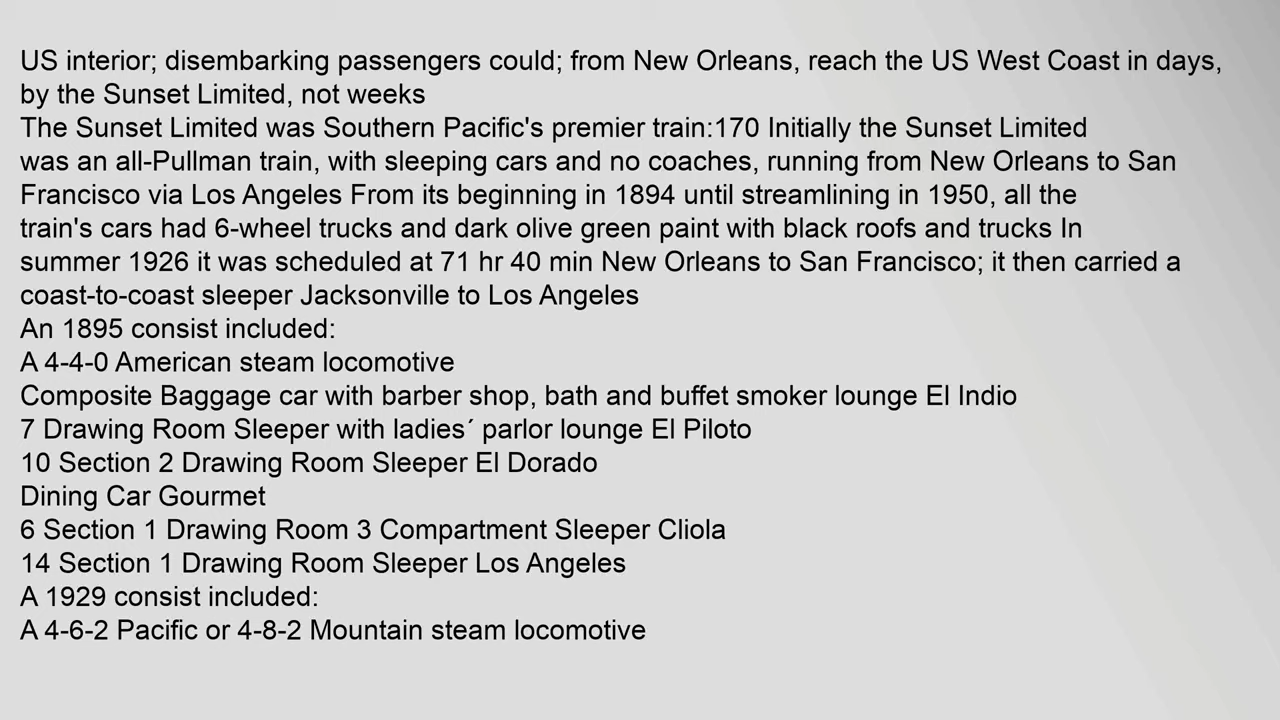 US interior; disembarking passengers could; from New Orleans, reach the US West Coast in days,
by the Sunset Limited, not weeks
The Sunset Limited was Southern Pacific's premier train:170 Initially the Sunset Limited
was an all-Pullman train, with sleeping cars and no coaches, running from New Orleans to San
Francisco via Los Angeles From its beginning in 1894 until streamlining in 1950, all the
train's cars had 6-wheel trucks and dark olive green paint with black roofs and trucks In
summer 1926 it was scheduled at 71 hr 40 min New Orleans to San Francisco; it then carried a
coast-to-coast sleeper Jacksonville to Los Angeles
An 1895 consist included:
A 4-4-0 American steam locomotive
Composite Baggage car with barber shop, bath and buffet smoker lounge El Indio
7 Drawing Room Sleeper with ladies´ parlor lounge El Piloto
10 Section 2 Drawing Room Sleeper El Dorado
Dining Car Gourmet
6 Section 1 Drawing Room 3 Compartment Sleeper Cliola
14 Section 1 Drawing Room Sleeper Los Angeles
A 1929 consist included:
A 4-6-2 Pacific or 4-8-2 Mountain steam locomotive